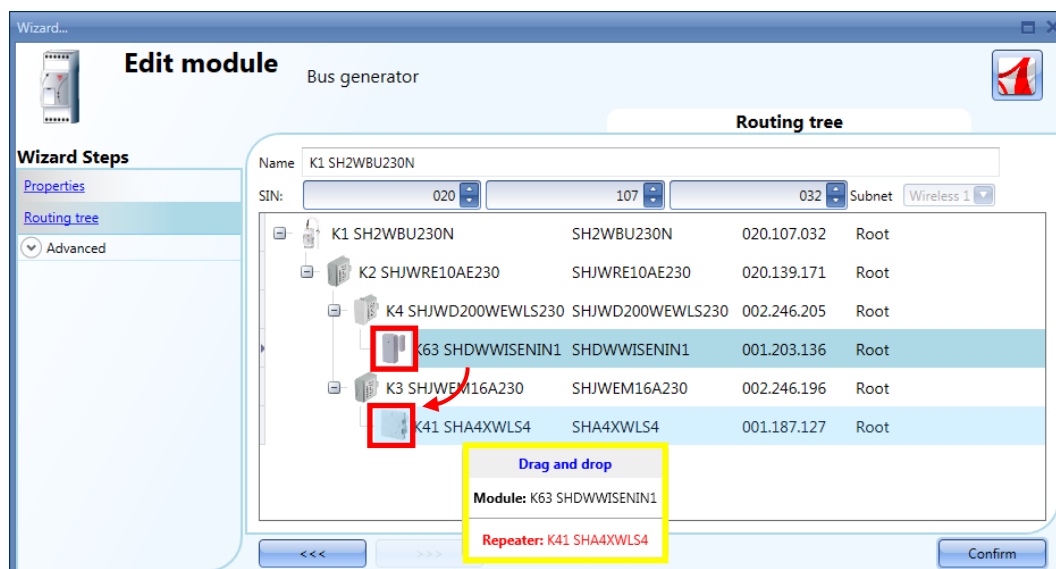 Wizard...
Edit module
Bus generator
Routing tree
Wizard Steps
Properties
Routing tree
Advanced
Name K1 SH2WBU230N
SIN: 020 107 032 Subnet Wireless 1
K1 SH2WBU230N SH2WBU230N 020.107.032 Root
K2 SHJWRE10AE230 SHJWRE10AE230 020.139.171 Root
K4 SHJWD200WEWLS230 SHJWD200WEWLS230 002.246.205 Root
K63 SHDWWISENIN1 SHDWWISENIN1 001.203.136 Root
K3 SHJWEM16A230 SHJWEM16A230 002.246.196 Root
K41 SHA4XWLS4 SHA4XWLS4 001.187.127 Root
Drag and drop
Module: K63 SHDWWISENIN1
Repeater: K41 SHA4XWLS4
<<< >>> Confirm